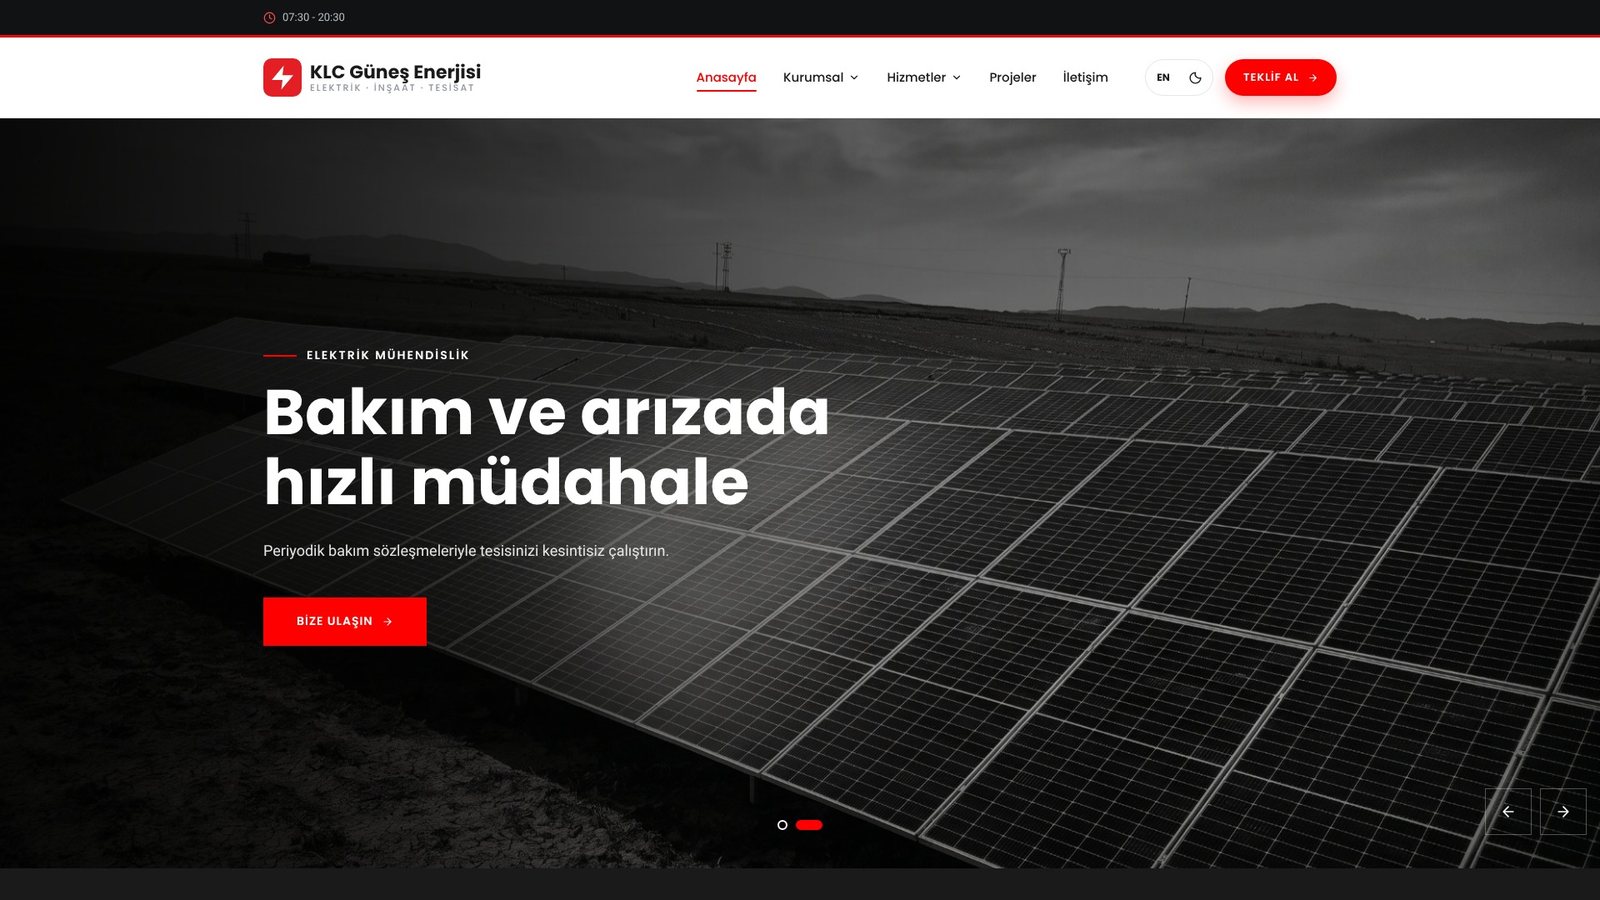 07:30 - 20:30
KLC Güneş Enerjisi
ELEKTRİK · İNŞAAT · TESİSAT
Anasayfa
Kurumsal
Hizmetler
Projeler
İletişim
EN
TEKLİF AL
ELEKTRİK MÜHENDİSLİK
Bakım ve arızada
hızlı müdahale
Periyodik bakım sözleşmeleriyle tesisinizi kesintisiz çalıştırın.
BİZE ULAŞIN